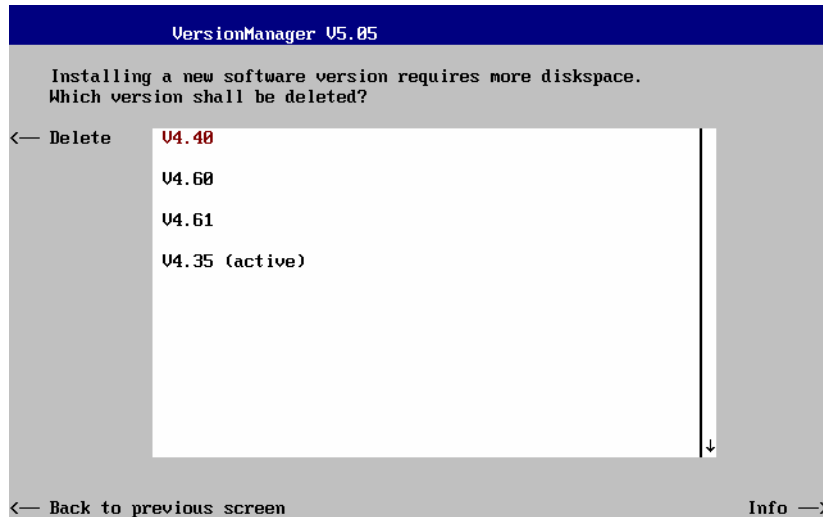 VersionManager V5.05
Installing a new software version requires more diskspace.
Which version shall be deleted?
<— Delete
V4.40
V4.60
V4.61
V4.35 (active)
↓
<— Back to previous screen
Info —>